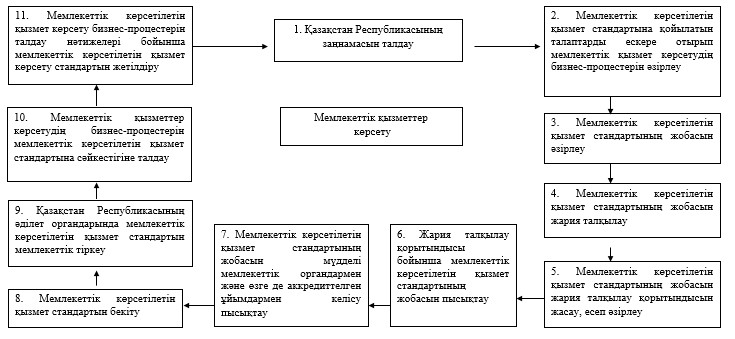 1. Қазақстан Республикасының
заңнамасын талдау
2. Мемлекеттік көрсетілетін
қызмет стандартына қойылатын
талаптарды ескере отырып
мемлекеттік қызмет көрсетудің
бизнес-процестерін әзірлеу
3. Мемлекеттік көрсетілетін
қызмет стандартының жобасын
әзірлеу
4. Мемлекеттік көрсетілетін
қызмет стандартының жобасын
жария талқылау
5. Мемлекеттік көрсетілетін
қызмет стандартының жобасын
жария талқылау қорытындысын
жасау, есеп әзірлеу
6. Жария талқылау
қорытындысы
бойынша мемлекеттік
көрсетілетін қызмет
стандартының
жобасын пысықтау
7. Мемлекеттік көрсетілетін
қызмет стандартының
жобасын мүдделі
мемлекеттік органдармен
және өзге де аккредиттелген
ұйымдармен келісу
пысықтау
8. Мемлекеттік көрсетілетін
қызмет стандартын бекіту
9. Қазақстан Республикасының
әділет органдарында мемлекеттік
көрсетілетін қызмет стандартын
мемлекеттік тіркеу
10. Мемлекеттік қызметтер
көрсетудің бизнес-процестерін
мемлекеттік көрсетілетін қызмет
стандартына сәйкестігіне талдау
11. Мемлекеттік көрсетілетін
қызмет көрсету бизнес-процестерін
талдау нәтижелері бойынша
мемлекеттік көрсетілетін қызмет
көрсету стандартын жетілдіру
Мемлекеттік қызметтер
көрсету